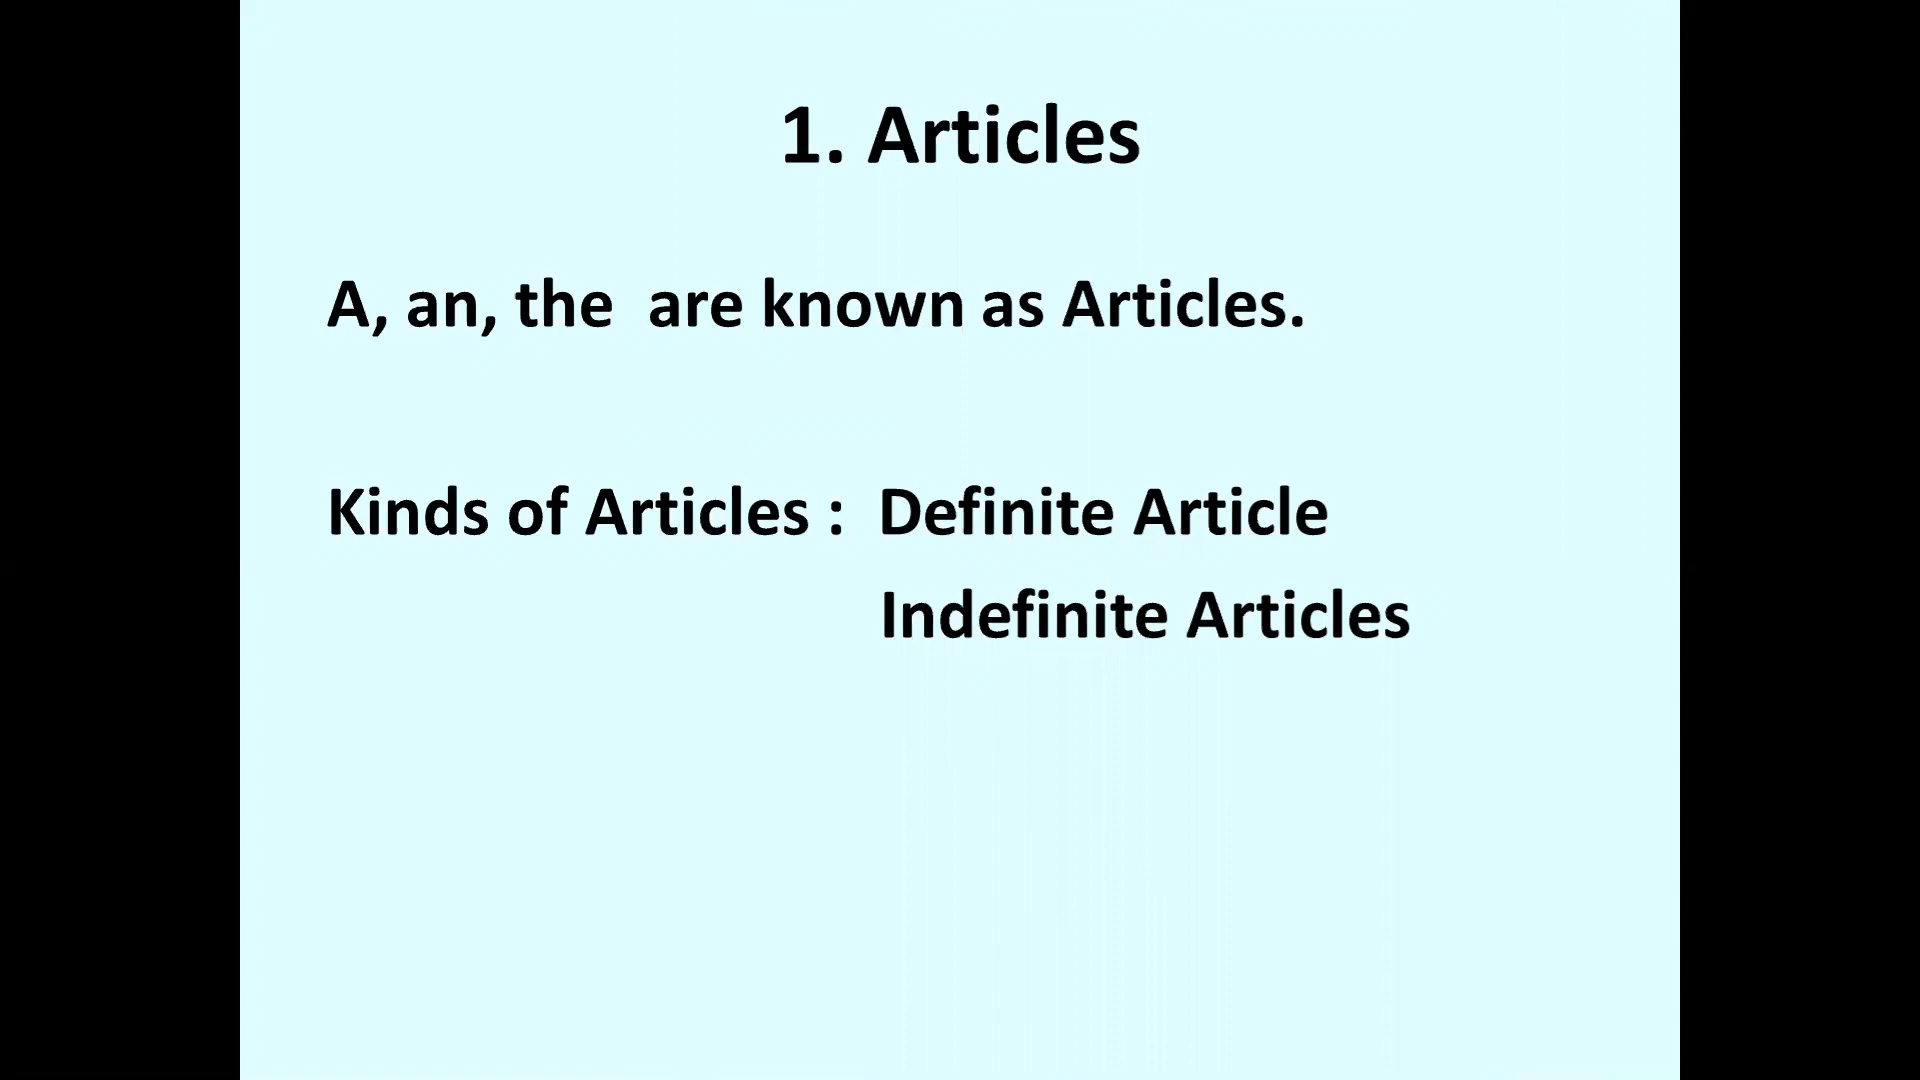 1. Articles
A, an, the are known as Articles.
Kinds of Articles : Definite Article
Indefinite Articles